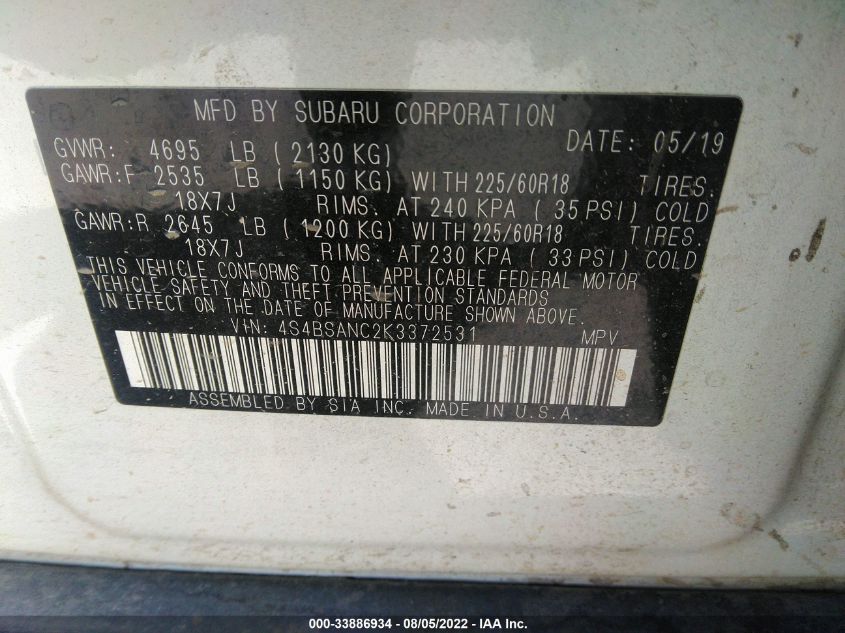 MFD BY SUBARU CORPORATION
DATE: 05/19
GVWR: 4695 LB ( 2130 KG)
GAWR:F 2535 LB ( 1150 KG) WITH 225/60R18 TIRES.
18X7J RIMS. AT 240 KPA ( 35 PSI) COLD
GAWR:R 2645 LB ( 1200 KG) WITH 225/60R18 TIRES.
18X7J RIMS. AT 230 KPA ( 33 PSI) COLD
THIS VEHICLE CONFORMS TO ALL APPLICABLE FEDERAL MOTOR
VEHICLE SAFETY AND THEFT PREVENTION STANDARDS
IN EFFECT ON THE DATE OF MANUFACTURE SHOWN ABOVE.
VIN: 4S4BSANC2K3372531 MPV
ASSEMBLED BY SIA INC. MADE IN U.S.A.
000-33886934 - 08/05/2022 - IAA Inc.